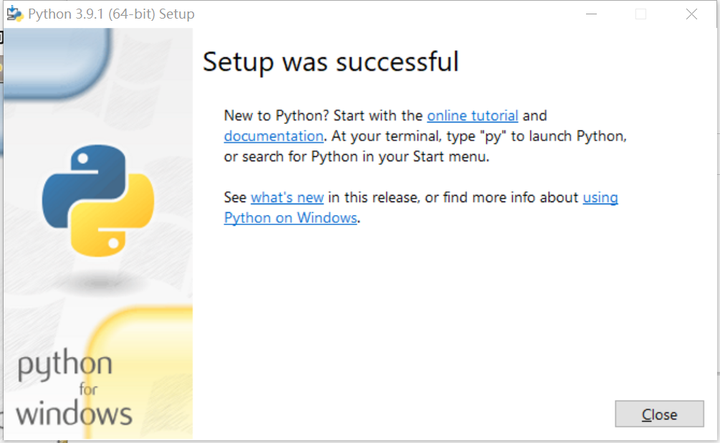 Python 3.9.1 (64-bit) Setup
Setup was successful
New to Python? Start with the online tutorial and
documentation. At your terminal, type "py" to launch Python,
or search for Python in your Start menu.
See what's new in this release, or find more info about using
Python on Windows.
python
for
windows
Close